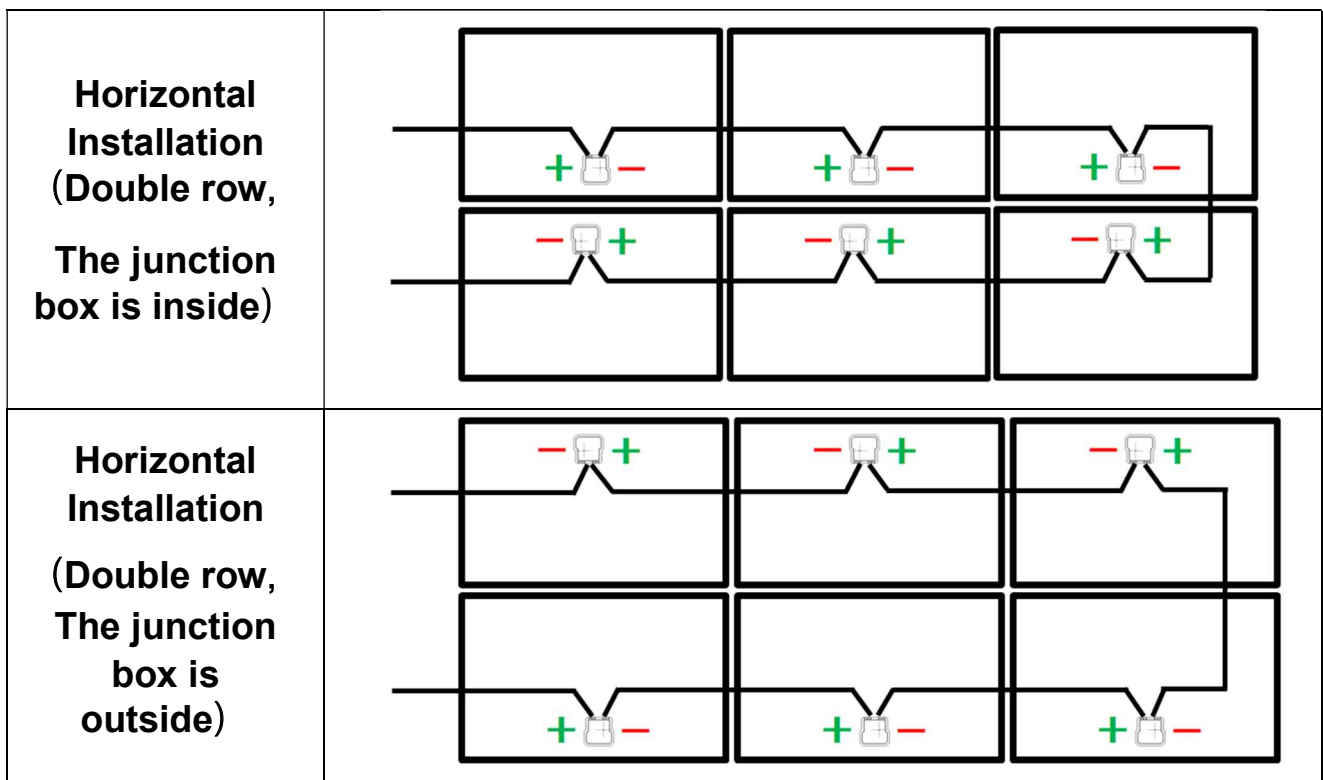 Horizontal
Installation
（Double row,
The junction
box is inside）
+ − + − + −
− + − + − +
Horizontal
Installation
（Double row,
The junction
box is
outside）
− + − + − +
+ − + − + −